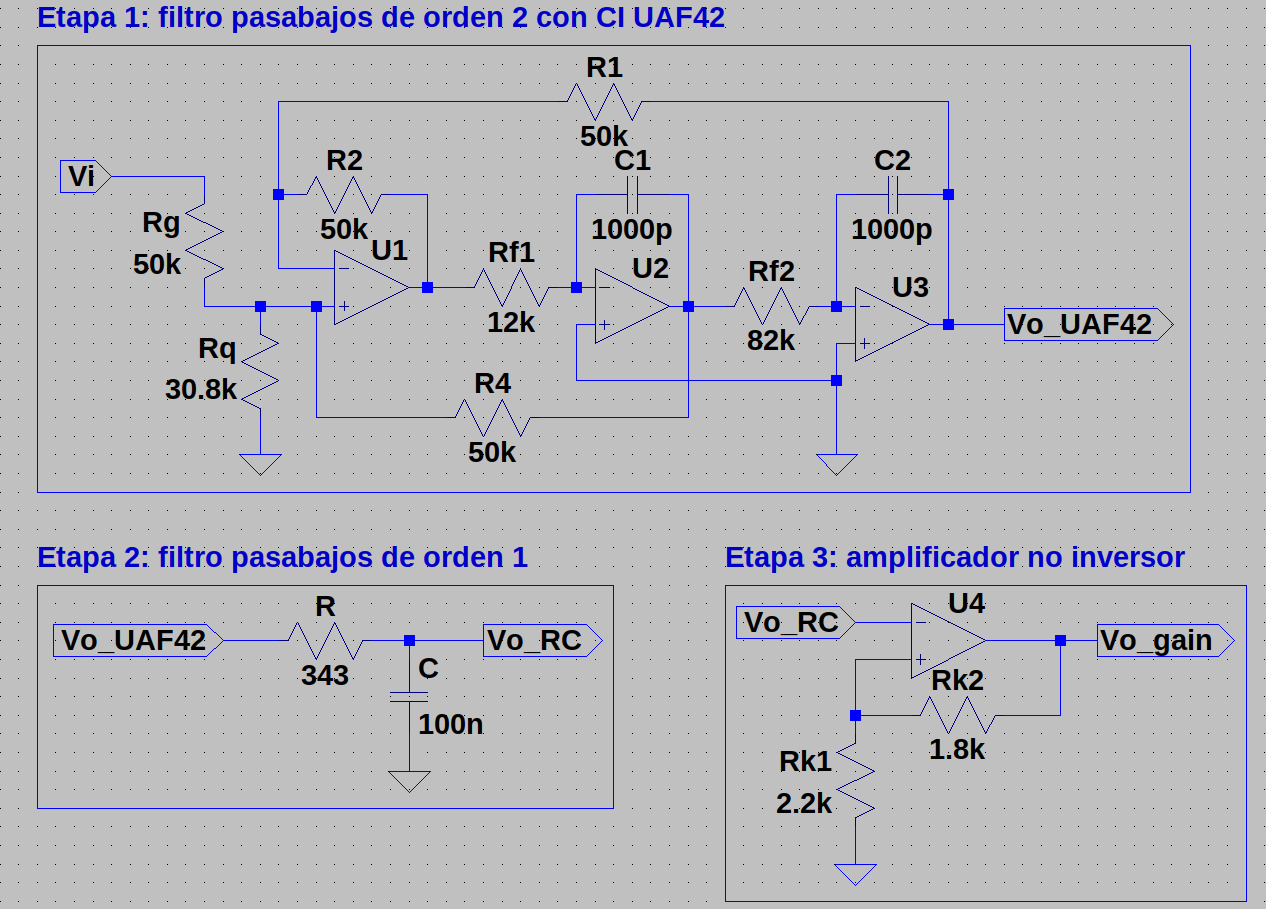 Etapa 1: filtro pasabajos de orden 2 con CI UAF42
R1
50k
Vi
R2
50k
C1
1000p
C2
1000p
Rg
50k
U1
Rf1
12k
U2
Rf2
82k
U3
Vo_UAF42
Rq
30.8k
R4
50k
Etapa 2: filtro pasabajos de orden 1
Vo_UAF42
R
343
Vo_RC
C
100n
Etapa 3: amplificador no inversor
Vo_RC
U4
Vo_gain
Rk2
1.8k
Rk1
2.2k